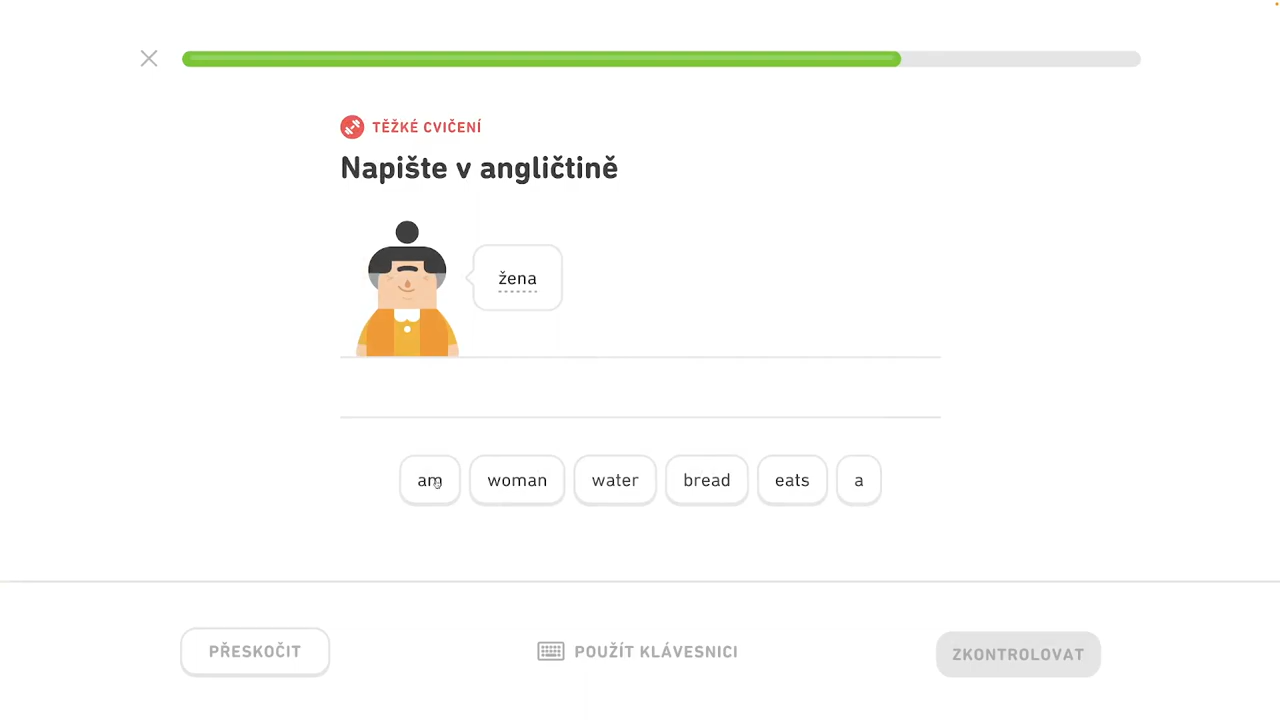 TĚŽKÉ CVIČENÍ
Napište v angličtině
žena
am woman water bread eats a
PŘESKOČIT POUŽÍT KLÁVESNICI ZKONTROLOVAT